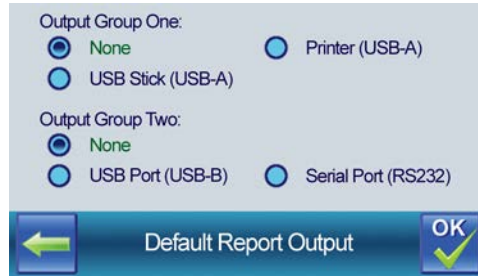 Output Group One:
None
Printer (USB-A)
USB Stick (USB-A)
Output Group Two:
None
USB Port (USB-B)
Serial Port (RS232)
Default Report Output
OK